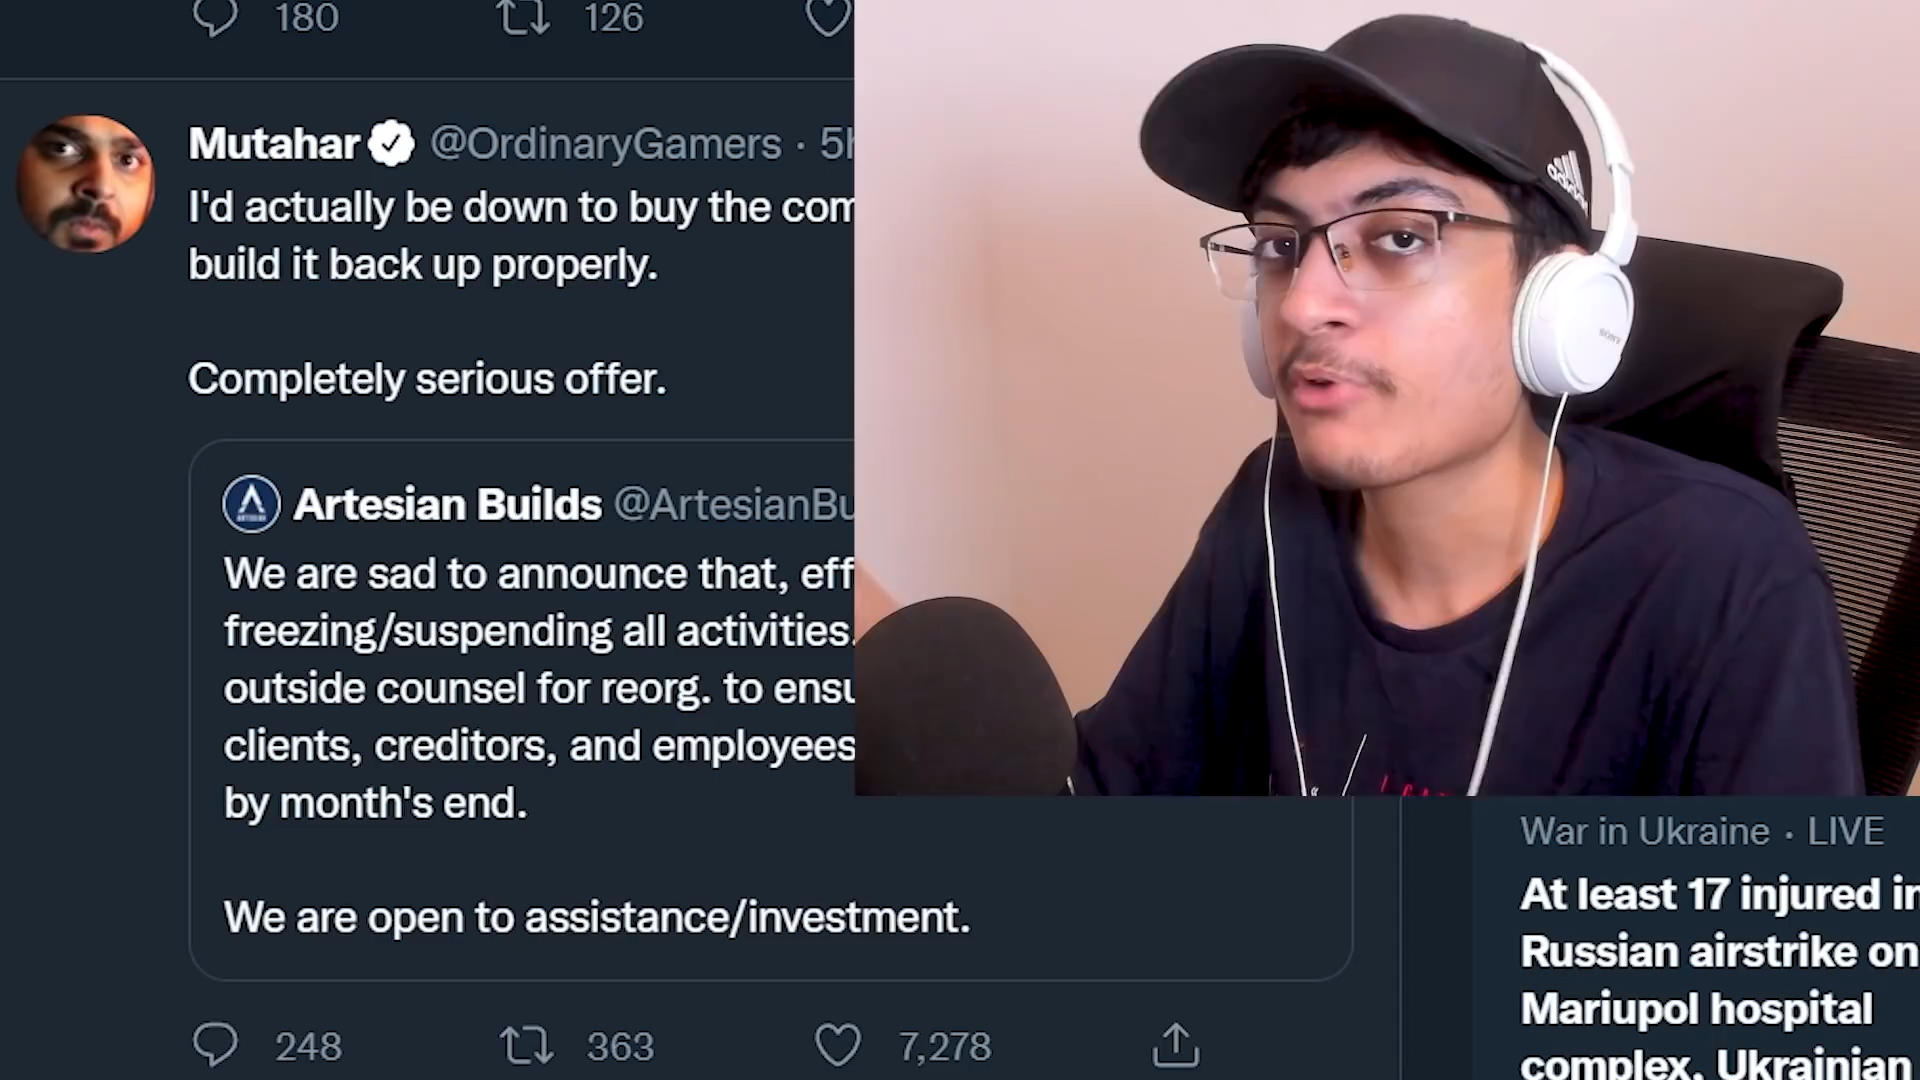 180 126
Mutahar @OrdinaryGamers · 5h
I'd actually be down to buy the com
build it back up properly.
Completely serious offer.
Artesian Builds @ArtesianBu
We are sad to announce that, eff
freezing/suspending all activities.
outside counsel for reorg. to ensu
clients, creditors, and employees
by month's end.
We are open to assistance/investment.
248 363 7,278
adidas
SONY
War in Ukraine · LIVE
At least 17 injured in
Russian airstrike on
Mariupol hospital
complex, Ukrainian